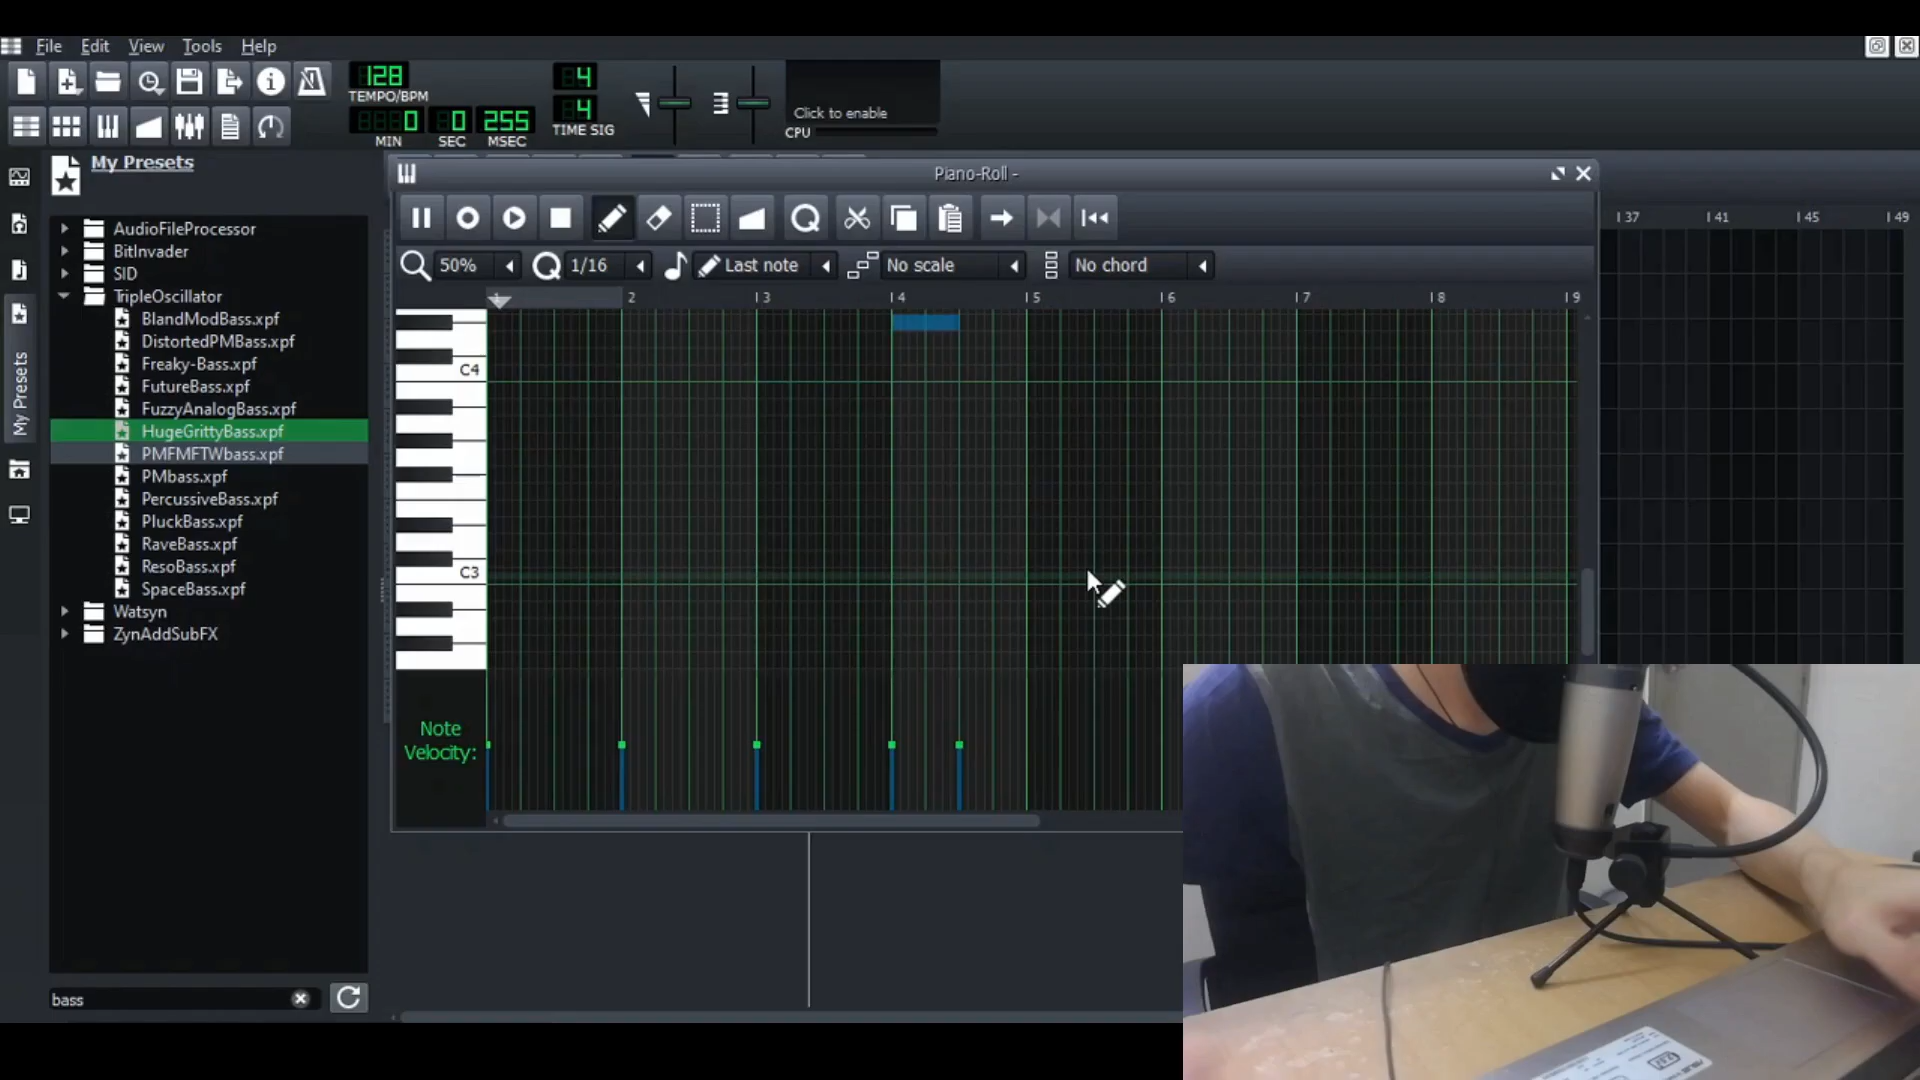 File Edit View Tools Help
128
TEMPO/BPM
0 0 255
MIN SEC MSEC
4
4
TIME SIG
Click to enable
CPU
My Presets
My Presets
AudioFileProcessor
BitInvader
SID
TripleOscillator
BlandModBass.xpf
DistortedPMBass.xpf
Freaky-Bass.xpf
FutureBass.xpf
FuzzyAnalogBass.xpf
HugeGrittyBass.xpf
PMFMFTWbass.xpf
PMbass.xpf
PercussiveBass.xpf
PluckBass.xpf
RaveBass.xpf
ResoBass.xpf
SpaceBass.xpf
Watsyn
ZynAddSubFX
bass
Piano-Roll -
50% 1/16 Last note No scale No chord
1 2 3 4 5 6 7 8 9
37 41 45 49
C4
C3
Note
Velocity: